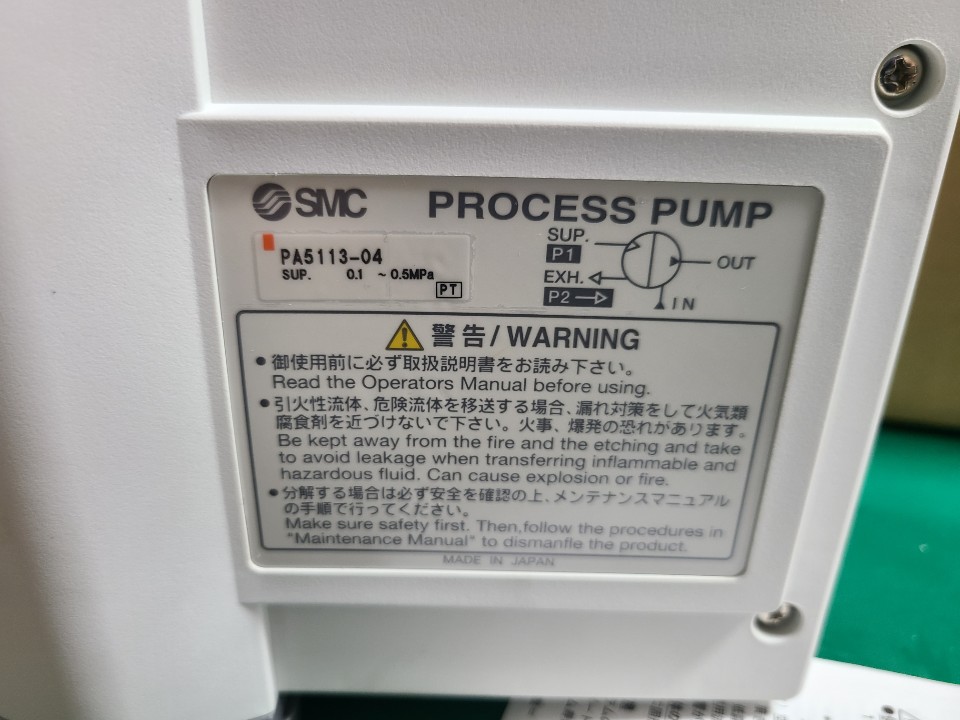 SMC PROCESS PUMP
PA5113-04
SUP. 0.1 ~0.5MPa
PT
SUP.
P1
EXH.
P2
OUT
IN
警告/WARNING
●御使用前に必ず取扱説明書をお読み下さい。
Read the Operators Manual before using.
●引火性流体、危険流体を移送する場合、漏れ対策をして火気類
腐食剤を近づけないで下さい。火事、爆発の恐れがあります。
Be kept away from the fire and the etching and take
to avoid leakage when transferring inflammable and
hazardous fluid. Can cause explosion or fire.
●分解する場合は必ず安全を確認の上、メンテナンスマニュアル
の手順で行ってください。
Make sure safety first. Then,follow the procedures in
"Maintenance Manual" to dismanfle the product.
MADE IN JAPAN